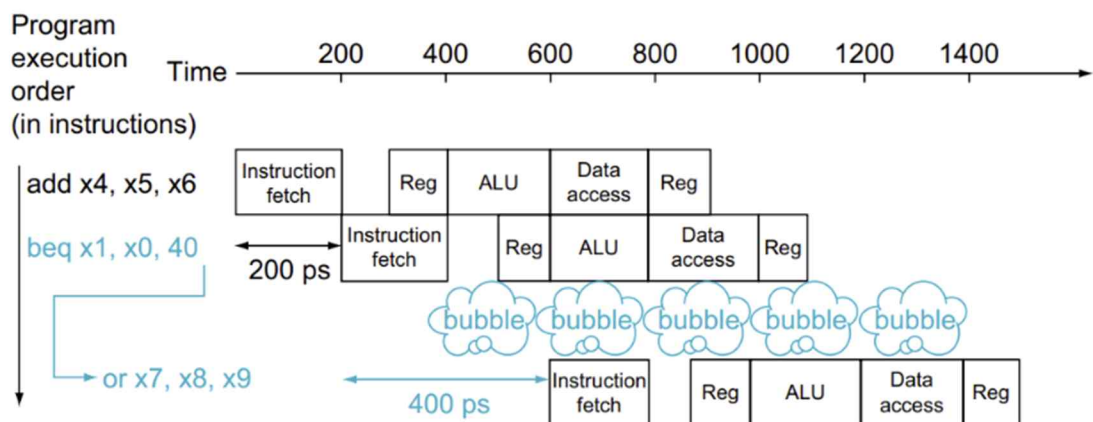 Program
execution
order
(in instructions)
Time
200 400 600 800 1000 1200 1400
add x4, x5, x6
Instruction
fetch
Reg
ALU
Data
access
Reg
beq x1, x0, 40
200 ps
Instruction
fetch
Reg
ALU
Data
access
Reg
bubble bubble bubble bubble bubble
or x7, x8, x9
400 ps
Instruction
fetch
Reg
ALU
Data
access
Reg